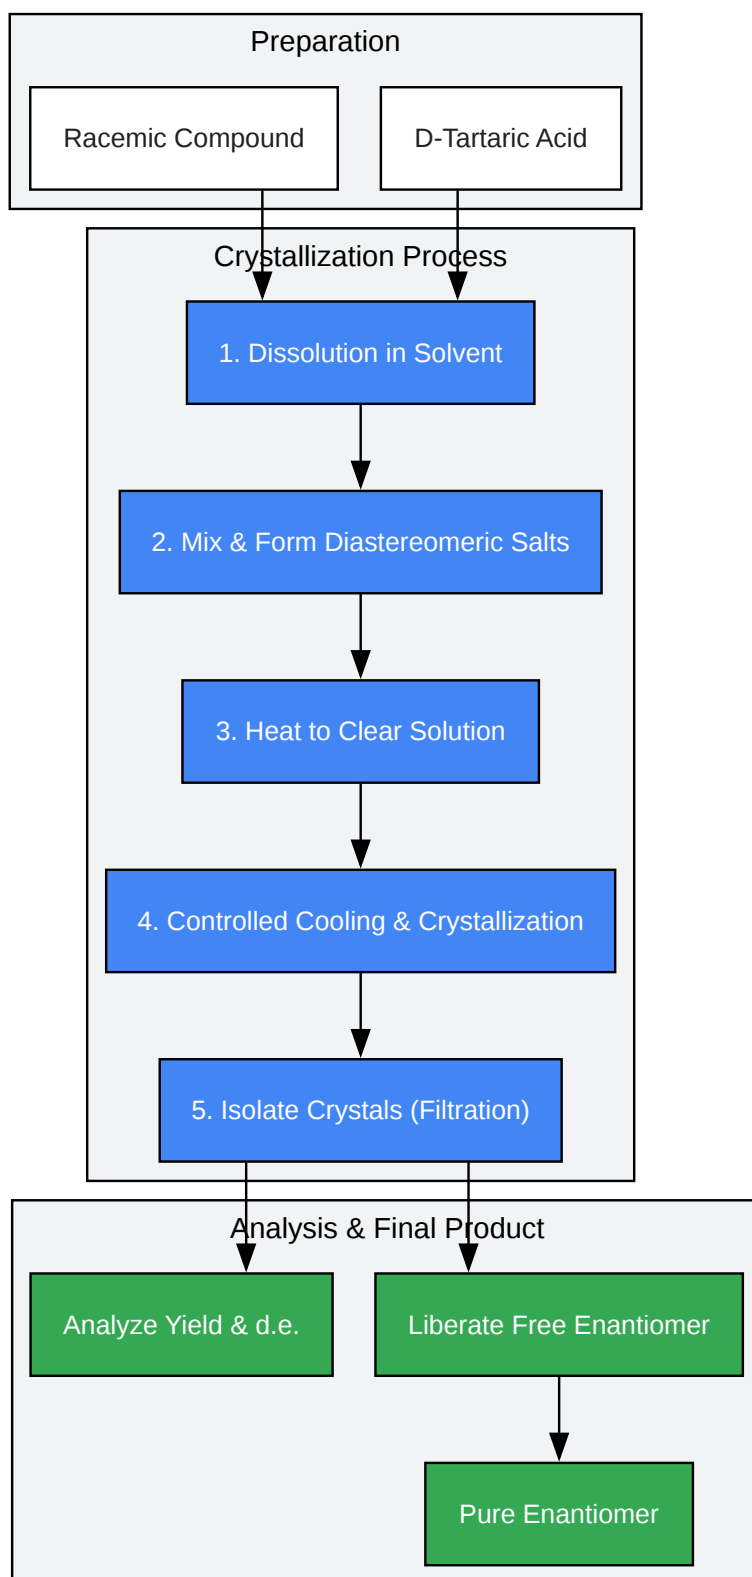 Preparation
Racemic Compound
D-Tartaric Acid
Crystallization Process
1. Dissolution in Solvent
2. Mix & Form Diastereomeric Salts
3. Heat to Clear Solution
4. Controlled Cooling & Crystallization
5. Isolate Crystals (Filtration)
Analysis & Final Product
Analyze Yield & d.e.
Liberate Free Enantiomer
Pure Enantiomer